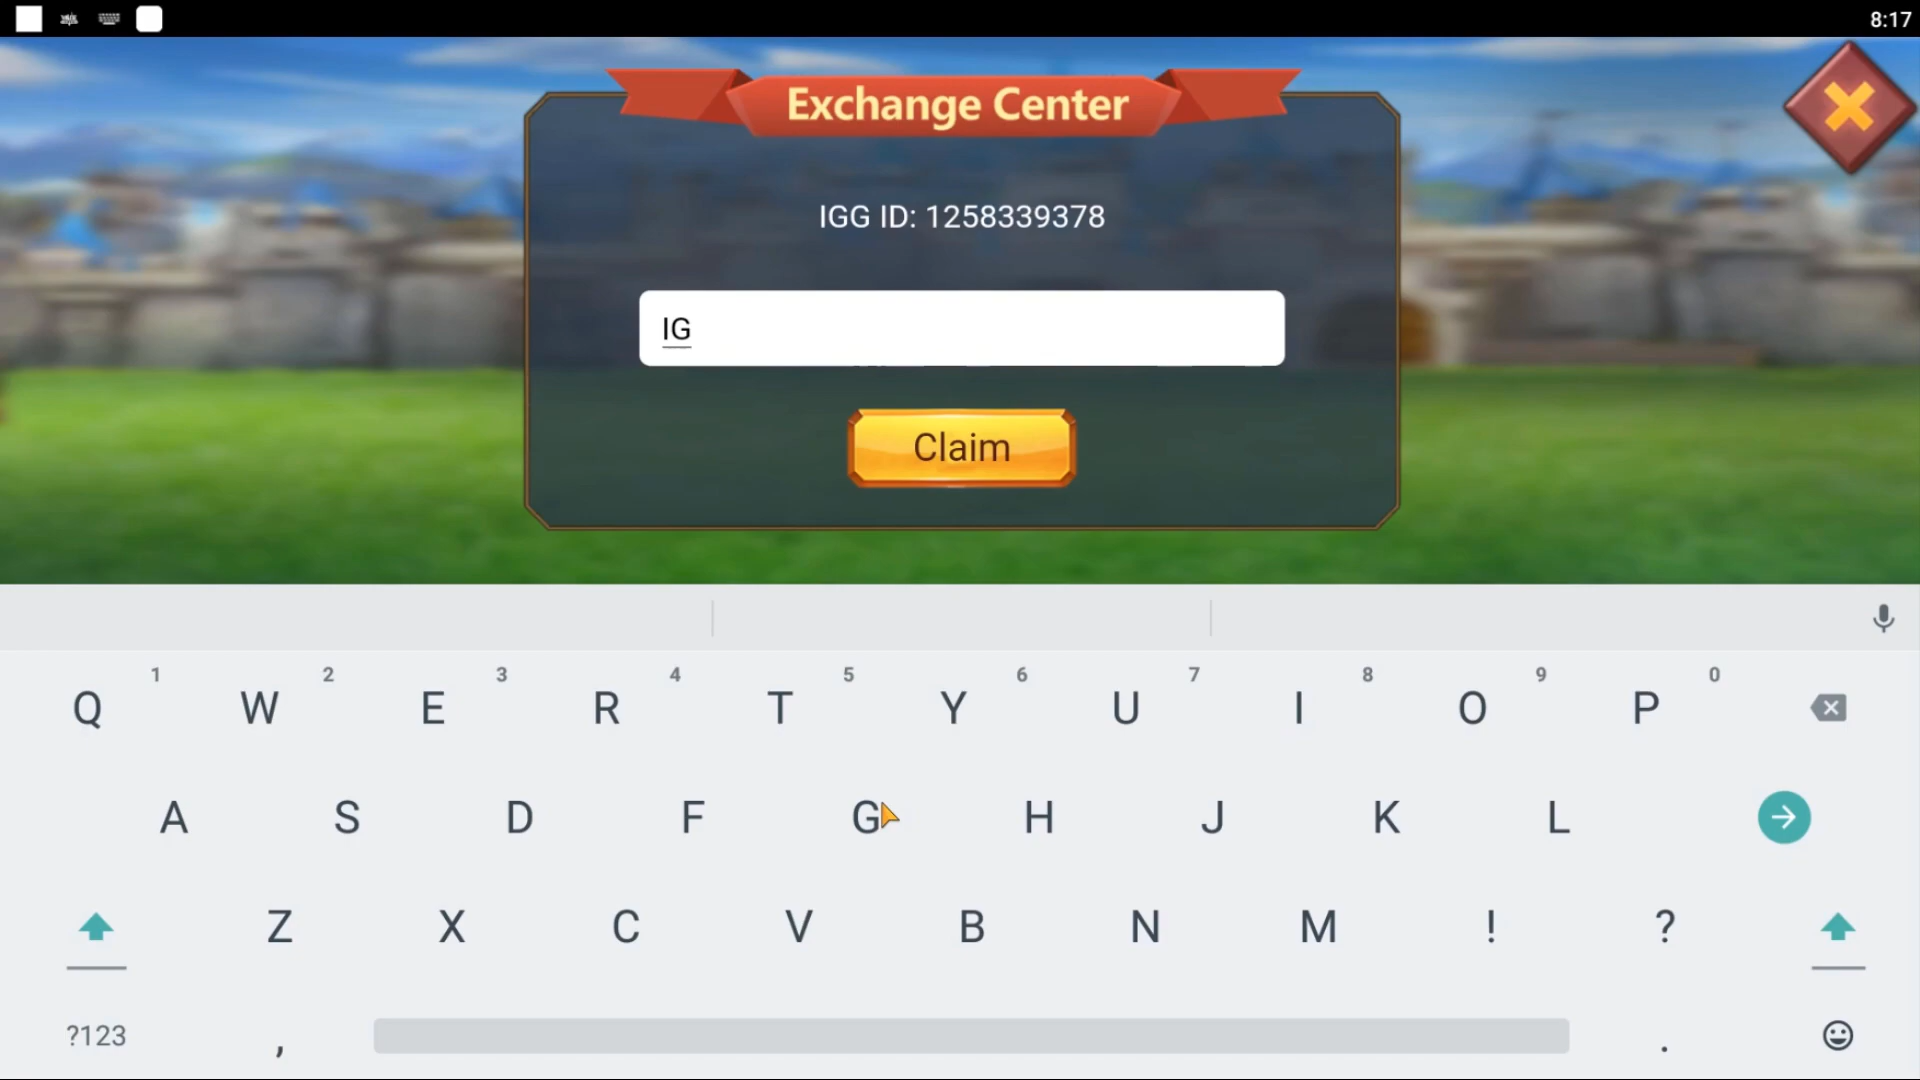 8:17
Exchange Center
IGG ID: 1258339378
IG
Claim
1 2 3 4 5 6 7 8 9 0
Q W E R T Y U I O P
A S D F G H J K L
Z X C V B N M ! ?
?123 , .